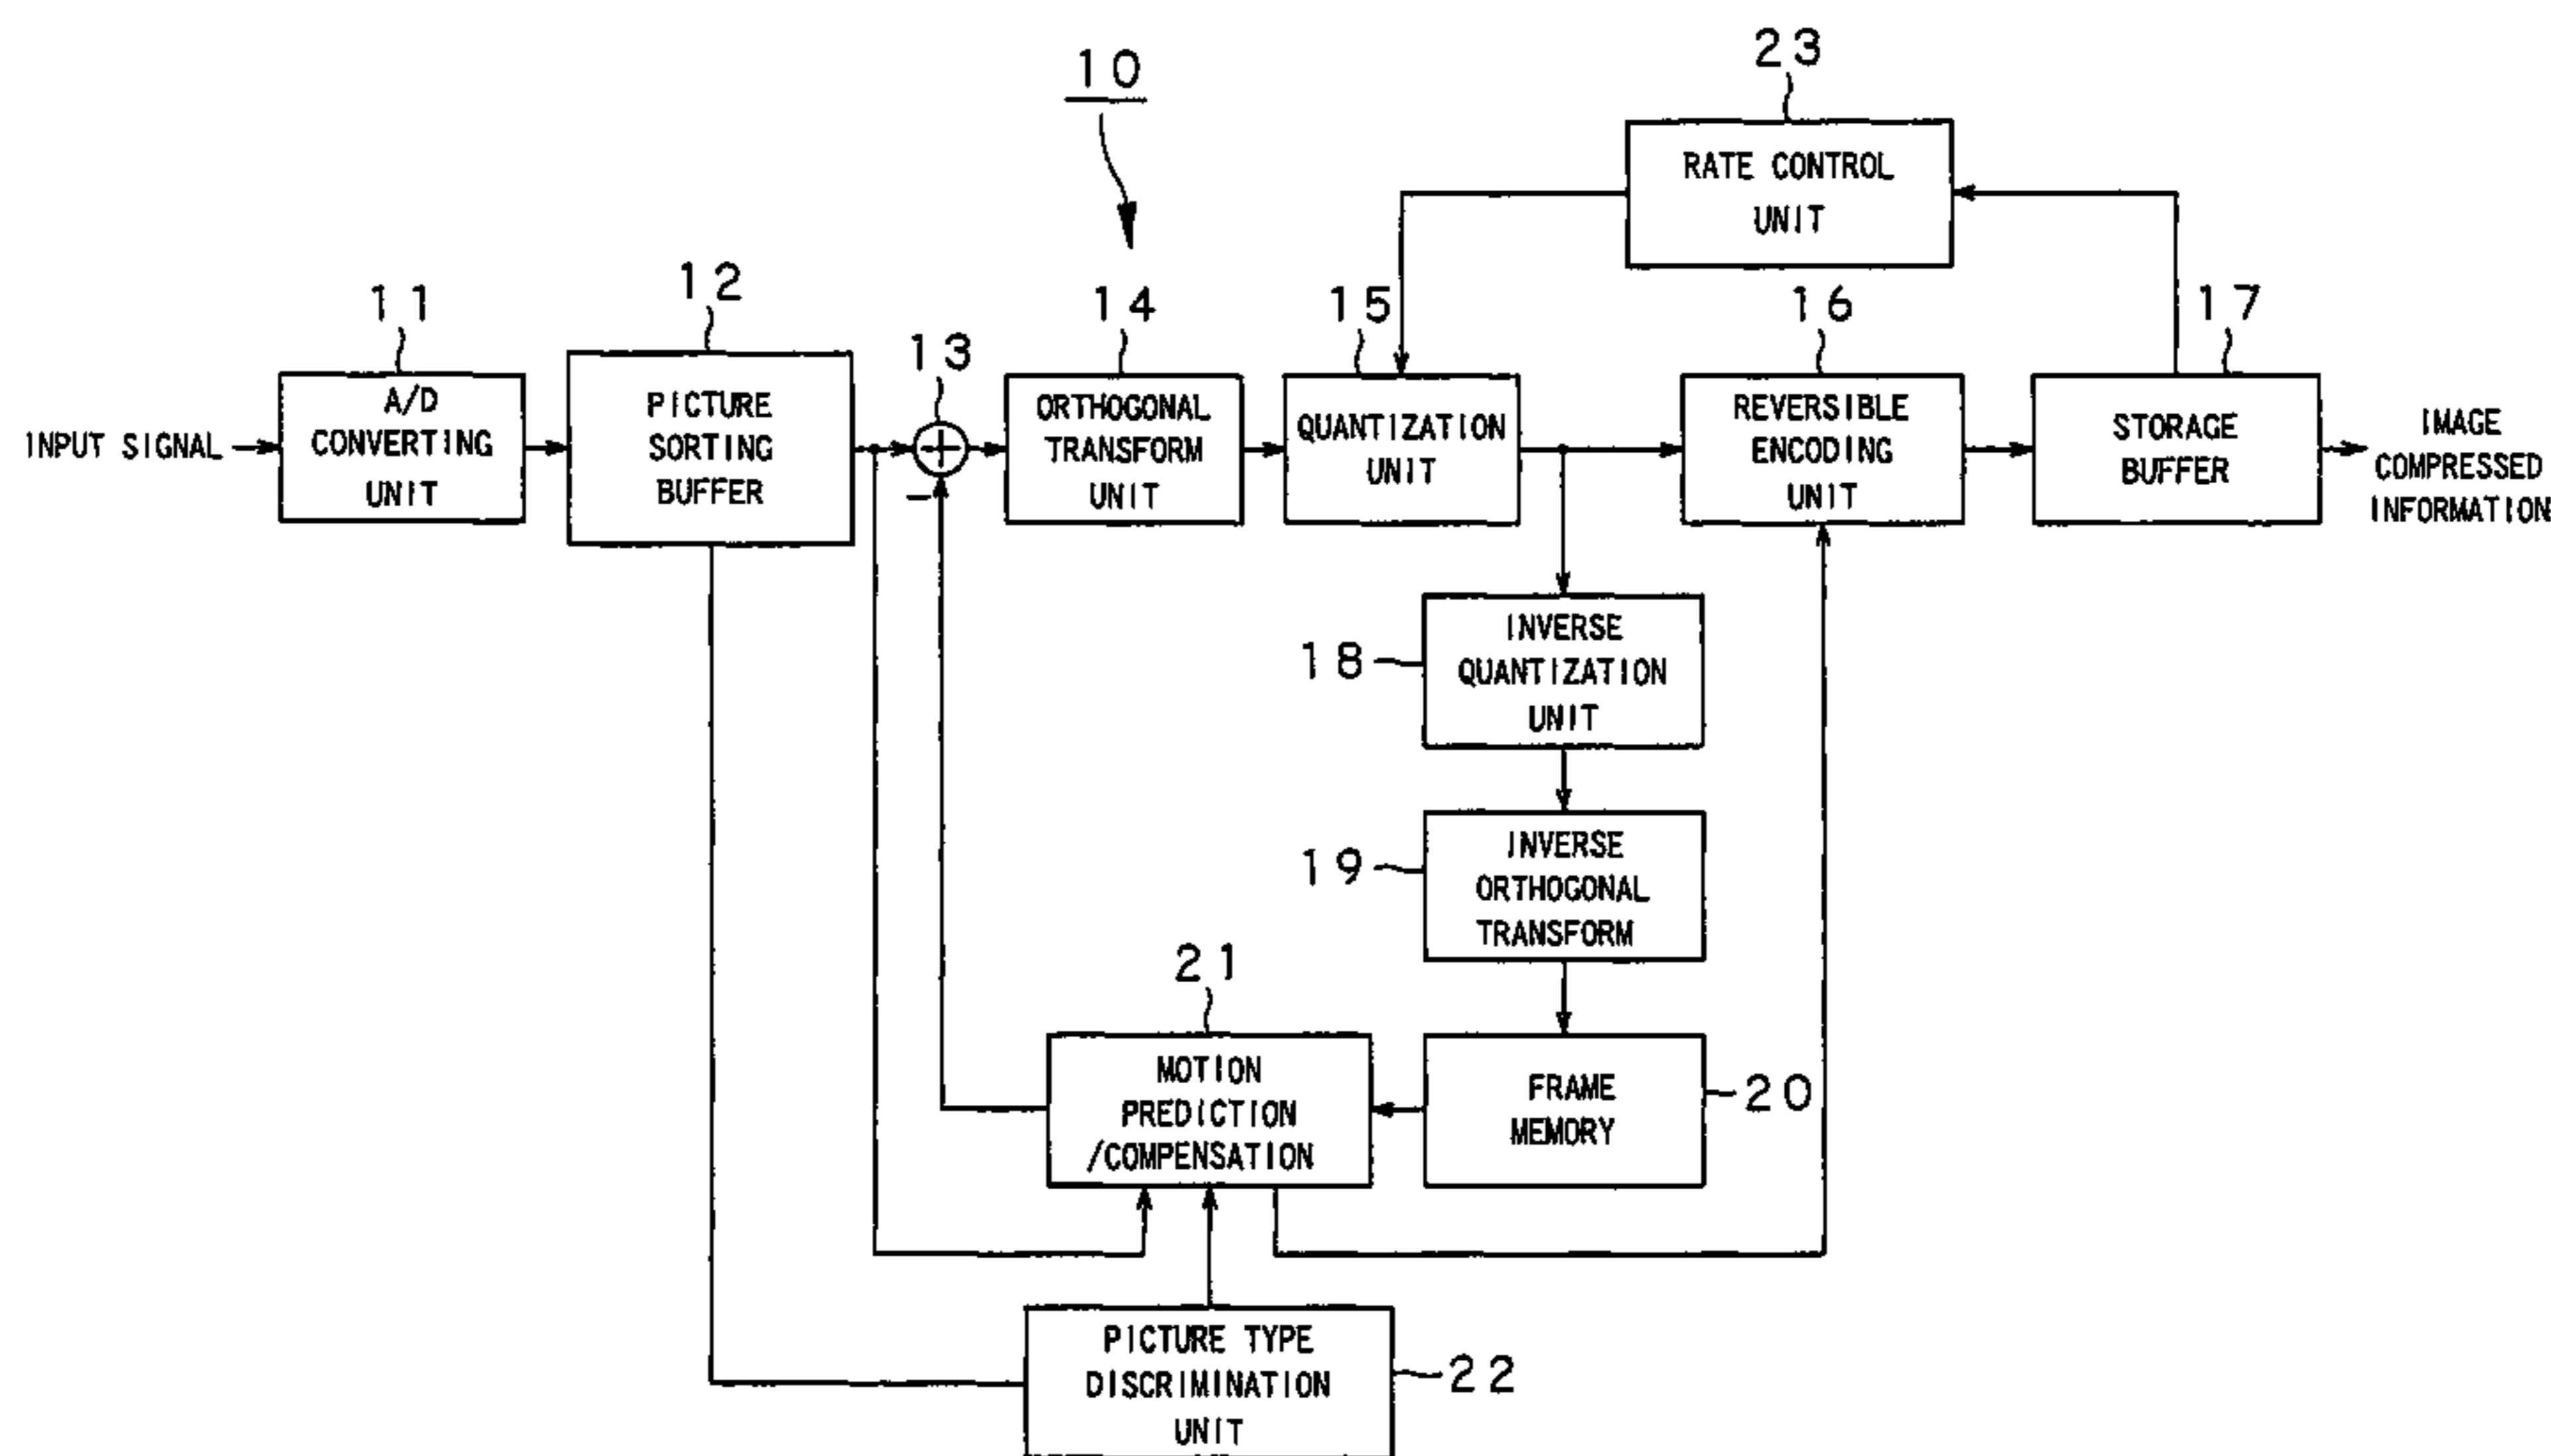 10
23
RATE CONTROL
UNIT
11
12
13
14
15
16
17
INPUT SIGNAL
A/D
CONVERTING
UNIT
PICTURE
SORTING
BUFFER
-
ORTHOGONAL
TRANSFORM
UNIT
QUANTIZATION
UNIT
REVERSIBLE
ENCODING
UNIT
STORAGE
BUFFER
IMAGE
COMPRESSED
INFORMATION
18
INVERSE
QUANTIZATION
UNIT
19
INVERSE
ORTHOGONAL
TRANSFORM
21
MOTION
PREDICTION
/COMPENSATION
FRAME
MEMORY
20
PICTURE TYPE
DISCRIMINATION
UNIT
22